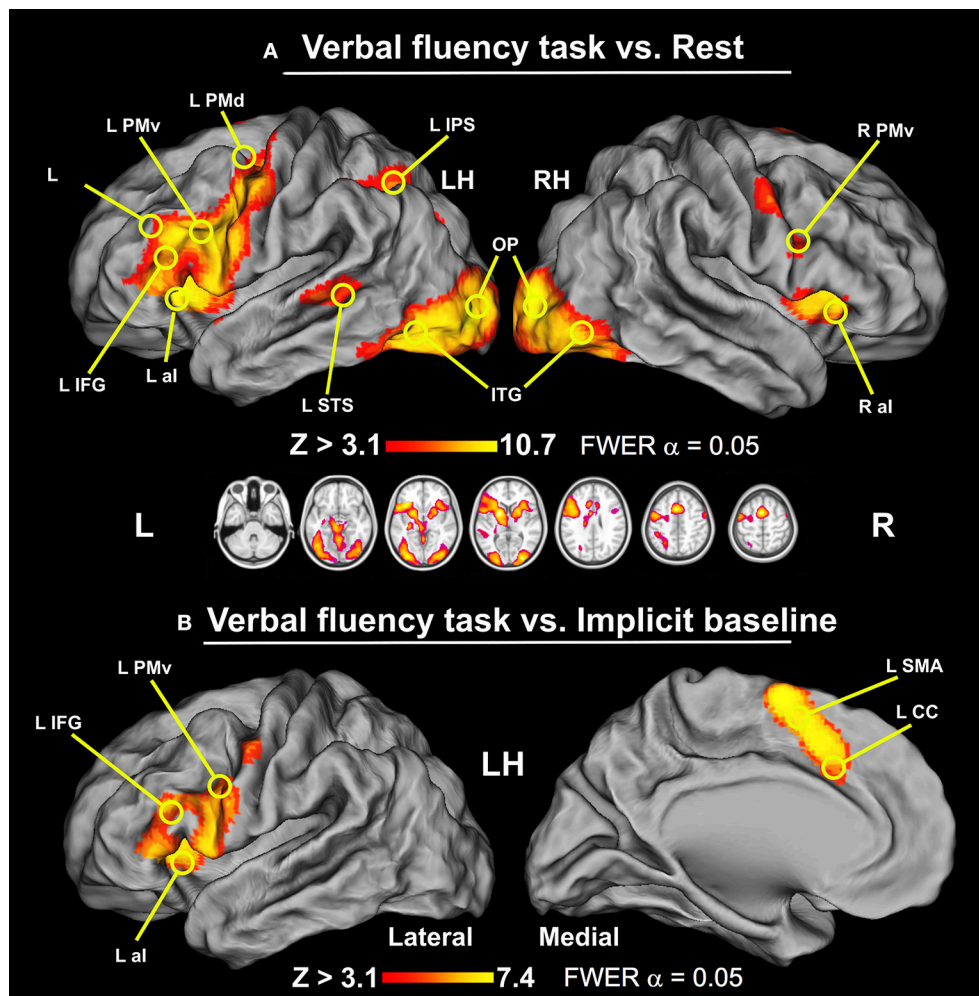 A Verbal fluency task vs. Rest
L PMd
L PMv
L IPS
R PMv
L
LH
RH
OP
L IFG
L aI
L STS
ITG
R aI
Z > 3.1 10.7 FWER α = 0.05
L
R
B Verbal fluency task vs. Implicit baseline
L PMv
L SMA
L IFG
L CC
LH
L aI
Lateral
Medial
Z > 3.1 7.4 FWER α = 0.05